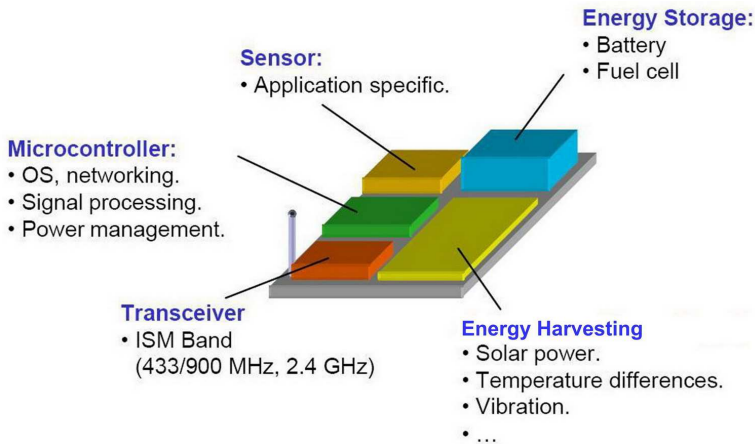 Energy Storage:
• Battery
• Fuel cell
Sensor:
• Application specific.
Microcontroller:
• OS, networking.
• Signal processing.
• Power management.
Transceiver
• ISM Band
(433/900 MHz, 2.4 GHz)
Energy Harvesting
• Solar power.
• Temperature differences.
• Vibration.
• …